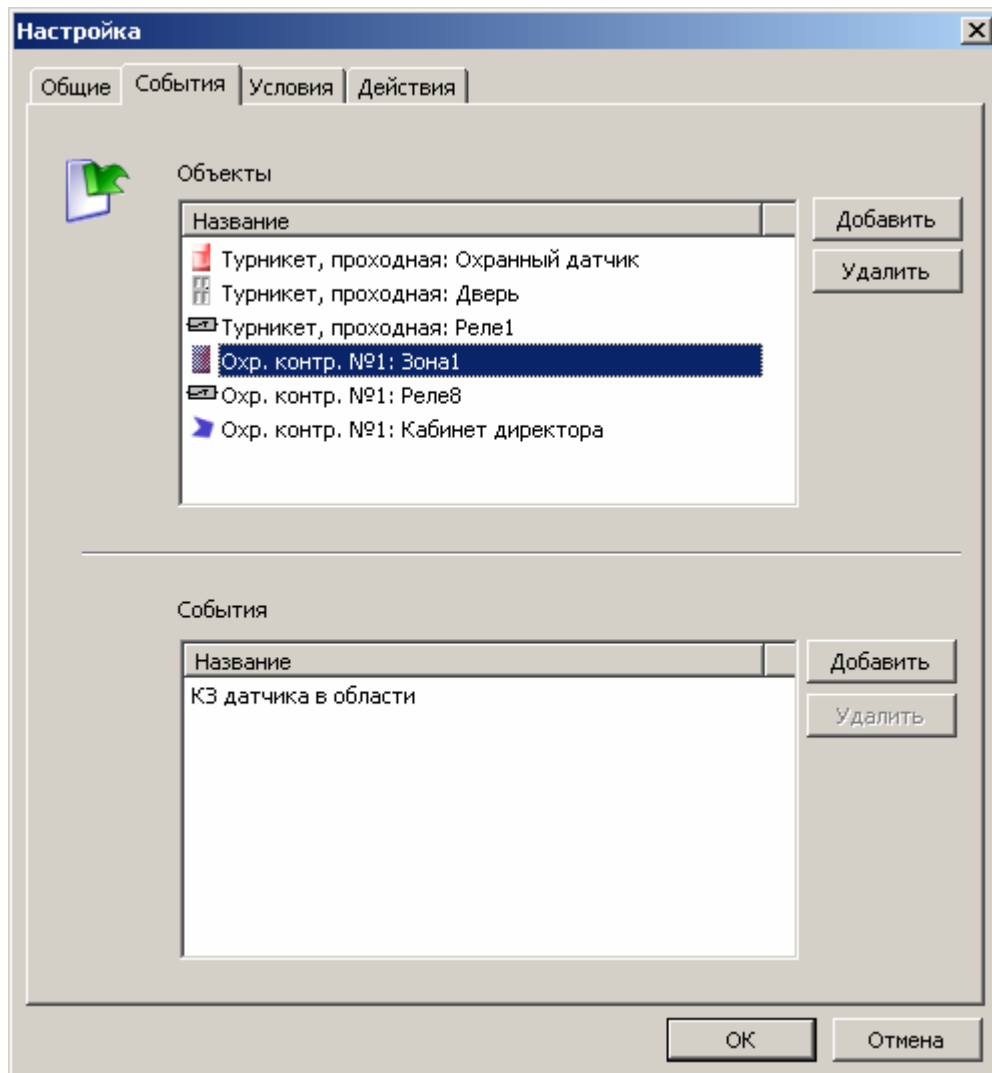 Настройка
Общие События Условия Действия
Объекты
Название
Добавить
Удалить
Турникет, проходная: Охранный датчик
Турникет, проходная: Дверь
Турникет, проходная: Реле1
Охр. контр. №1: Зона1
Охр. контр. №1: Реле8
Охр. контр. №1: Кабинет директора
События
Название
Добавить
Удалить
КЗ датчика в области
ОК Отмена